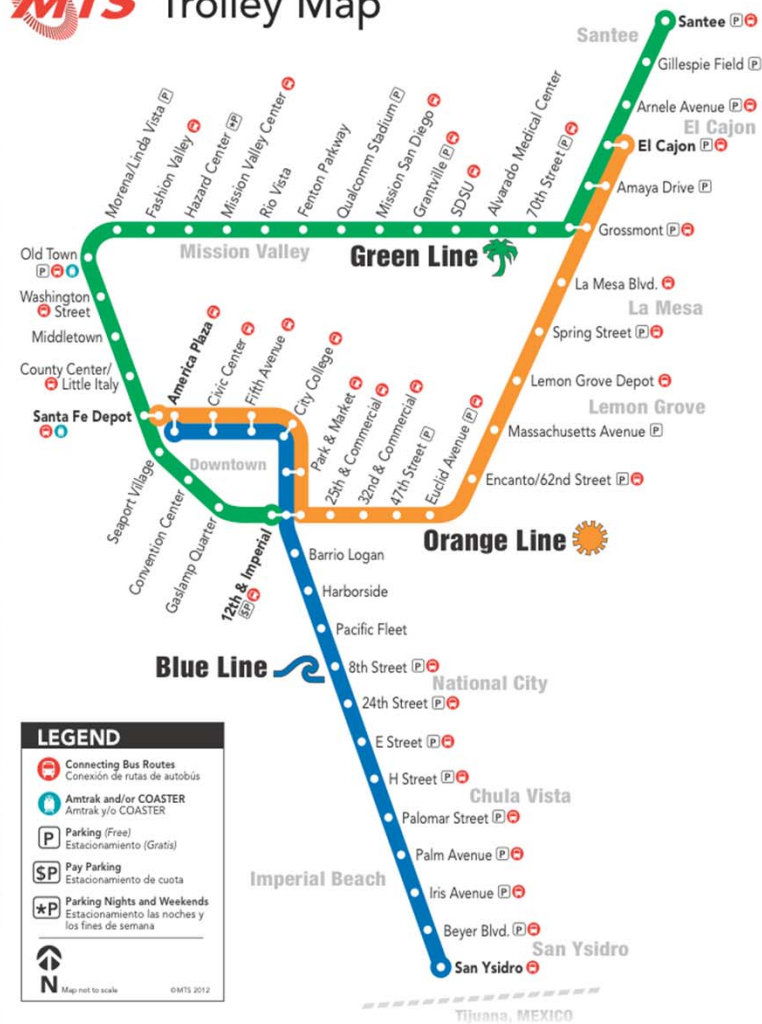 MTS Trolley Map
Santee
Santee P
Gillespie Field P
Arnele Avenue P
El Cajon
El Cajon P
Amaya Drive P
Grossmont P
La Mesa Blvd.
La Mesa
Spring Street P
Lemon Grove Depot
Lemon Grove
Massachusetts Avenue P
Encanto/62nd Street P
Morena/Linda Vista P
Fashion Valley
Hazard Center *P
Mission Valley Center
Rio Vista
Fenton Parkway
Qualcomm Stadium P
Mission San Diego
Grantville P
SDSU
Alvarado Medical Center
70th Street P
Mission Valley
Green Line
Old Town
P
Washington
Street
Middletown
County Center/
Little Italy
Santa Fe Depot
America Plaza
Civic Center
Fifth Avenue
City College
Park & Market
25th & Commercial
32nd & Commercial
47th Street P
Euclid Avenue P
Downtown
Seaport Village
Convention Center
Gaslamp Quarter
12th & Imperial
$P
Orange Line
Barrio Logan
Harborside
Pacific Fleet
Blue Line
8th Street P
National City
24th Street P
E Street P
H Street P
Chula Vista
Palomar Street P
Palm Avenue P
Imperial Beach
Iris Avenue P
Beyer Blvd. P
San Ysidro
San Ysidro
Tijuana, MEXICO
LEGEND
Connecting Bus Routes
Conexión de rutas de autobús
Amtrak and/or COASTER
Amtrak y/o COASTER
P
Parking (Free)
Estacionamiento (Gratis)
$P
Pay Parking
Estacionamiento de cuota
*P
Parking Nights and Weekends
Estacionamiento las noches y
los fines de semana
N
Map not to scale
©MTS 2012